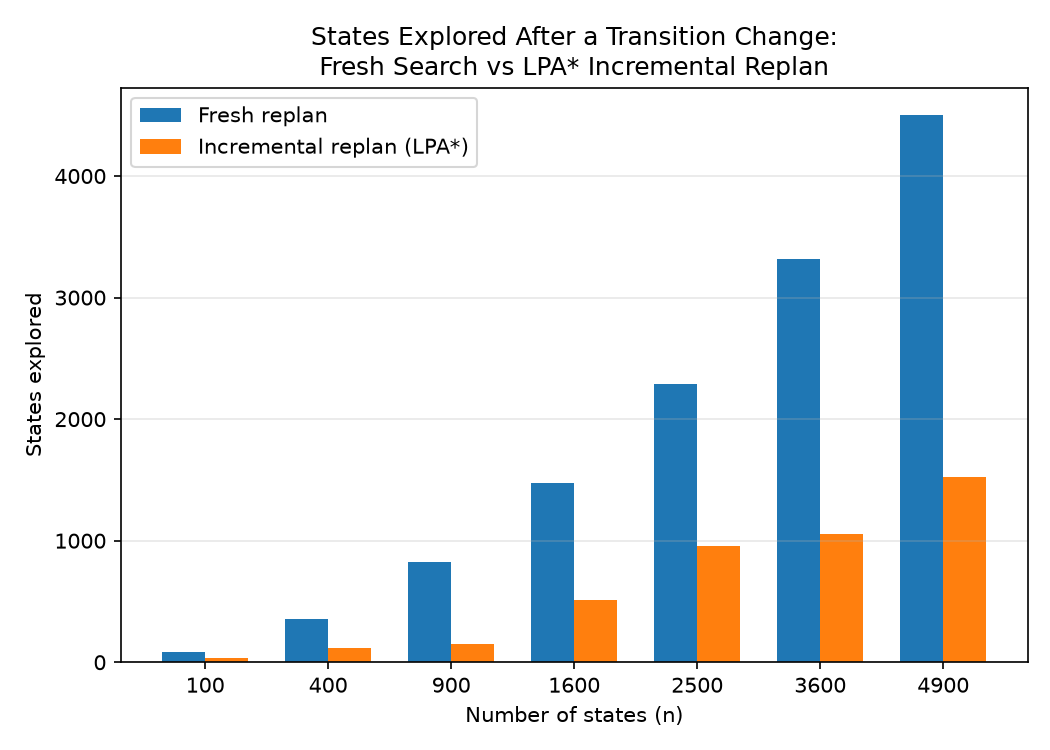 States Explored After a Transition Change:
Fresh Search vs LPA* Incremental Replan
Fresh replan
Incremental replan (LPA*)
States explored
4000
3000
2000
1000
0
100 400 900 1600 2500 3600 4900
Number of states (n)